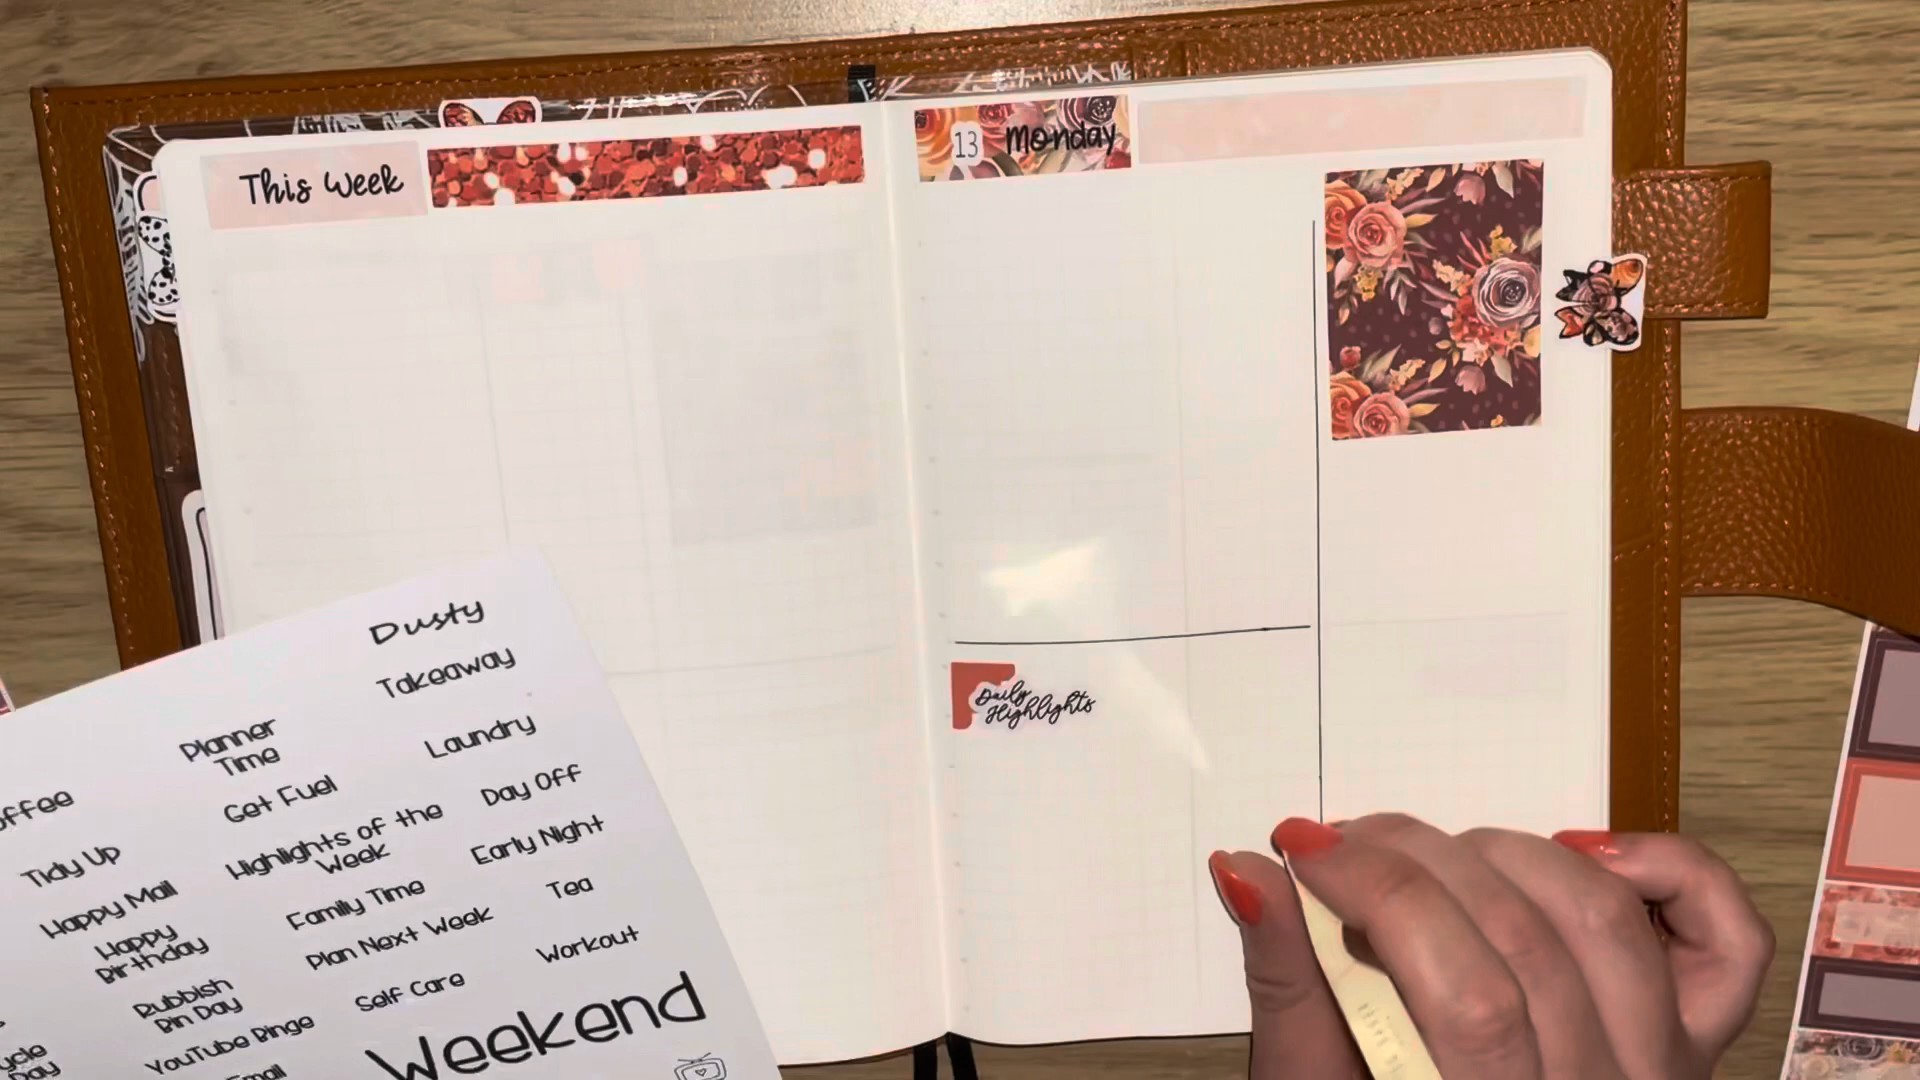 This Week
13
Monday
Daily
Highlights
Dusty
Takeaway
Planner
Time
Laundry
Get Fuel
Day Off
Tidy Up
Highlights of the
Week
Early Night
Happy Mail
Family Time
Tea
Happy
Birthday
Plan Next Week
Workout
Rubbish
Bin Day
Self Care
YouTube Binge
Weekend
Day